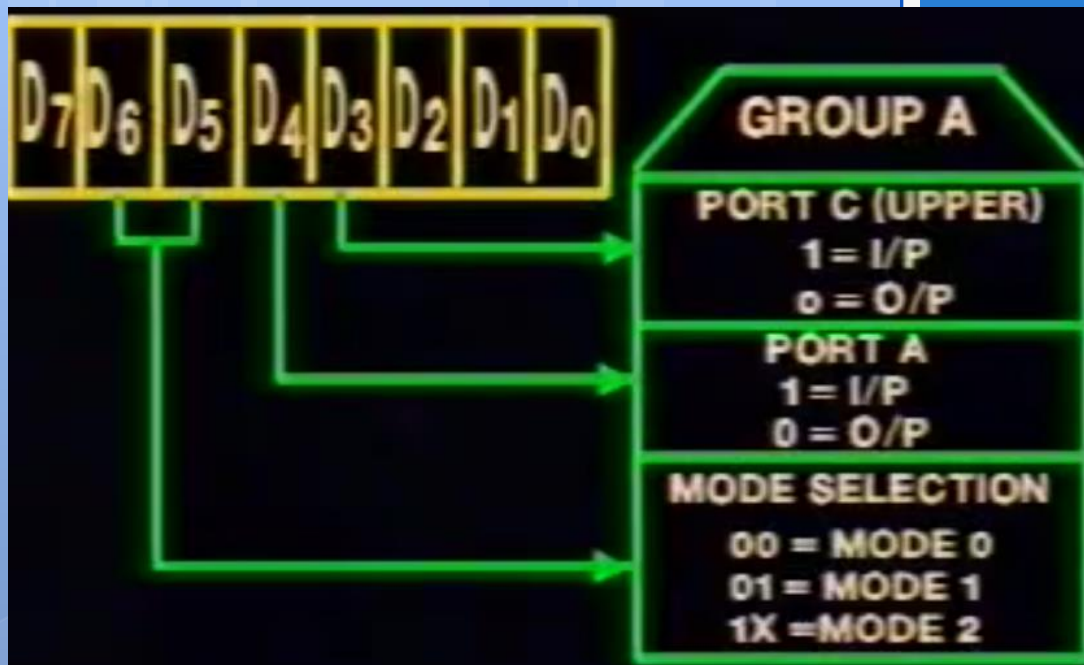 D7 D6 D5 D4 D3 D2 D1 D0
GROUP A
PORT C (UPPER)
1 = I/P
o = O/P
PORT A
1 = I/P
0 = O/P
MODE SELECTION
00 = MODE 0
01 = MODE 1
1X =MODE 2